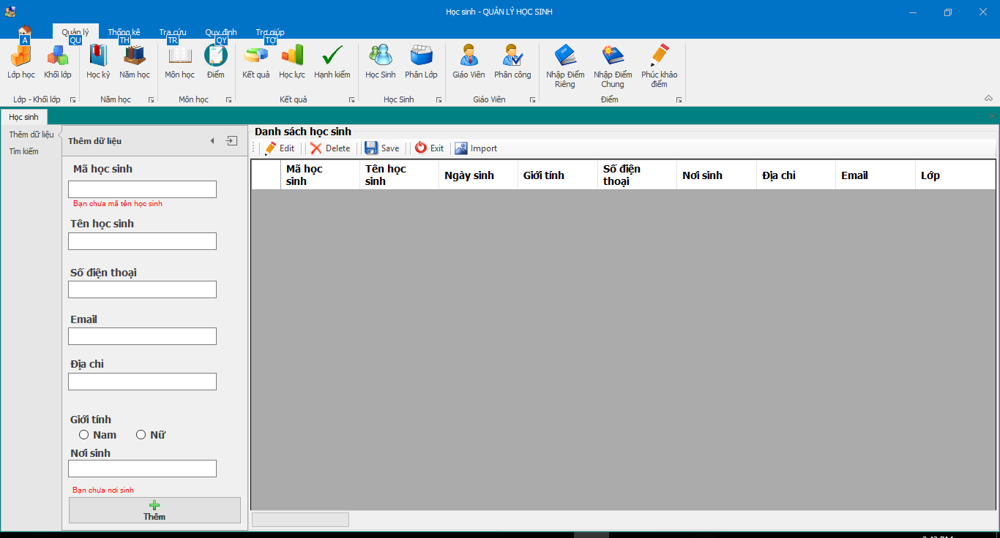 Học sinh - QUẢN LÝ HỌC SINH
Quản lý Thống kê Tra cứu Quy định Trợ giúp
A QU TH TR QY TỢ
Lớp học Khối lớp Học kỳ Năm học Môn học Điểm Kết quả Học lực Hạnh kiểm Học Sinh Phân Lớp Giáo Viên Phân công Nhập Điểm Riêng Nhập Điểm Chung Phúc khảo điểm
Lớp - Khối lớp Năm học Môn học Kết quả Học Sinh Giáo Viên Điểm
Học sinh
Thêm dữ liệu
Tìm kiếm
Thêm dữ liệu
Mã học sinh
Bạn chưa mã tên học sinh
Tên học sinh
Số điện thoại
Email
Địa chỉ
Giới tính
Nam Nữ
Nơi sinh
Bạn chưa nơi sinh
Thêm
Danh sách học sinh
Edit Delete Save Exit Import
Mã học sinh Tên học sinh Ngày sinh Giới tính Số điện thoại Nơi sinh Địa chỉ Email Lớp